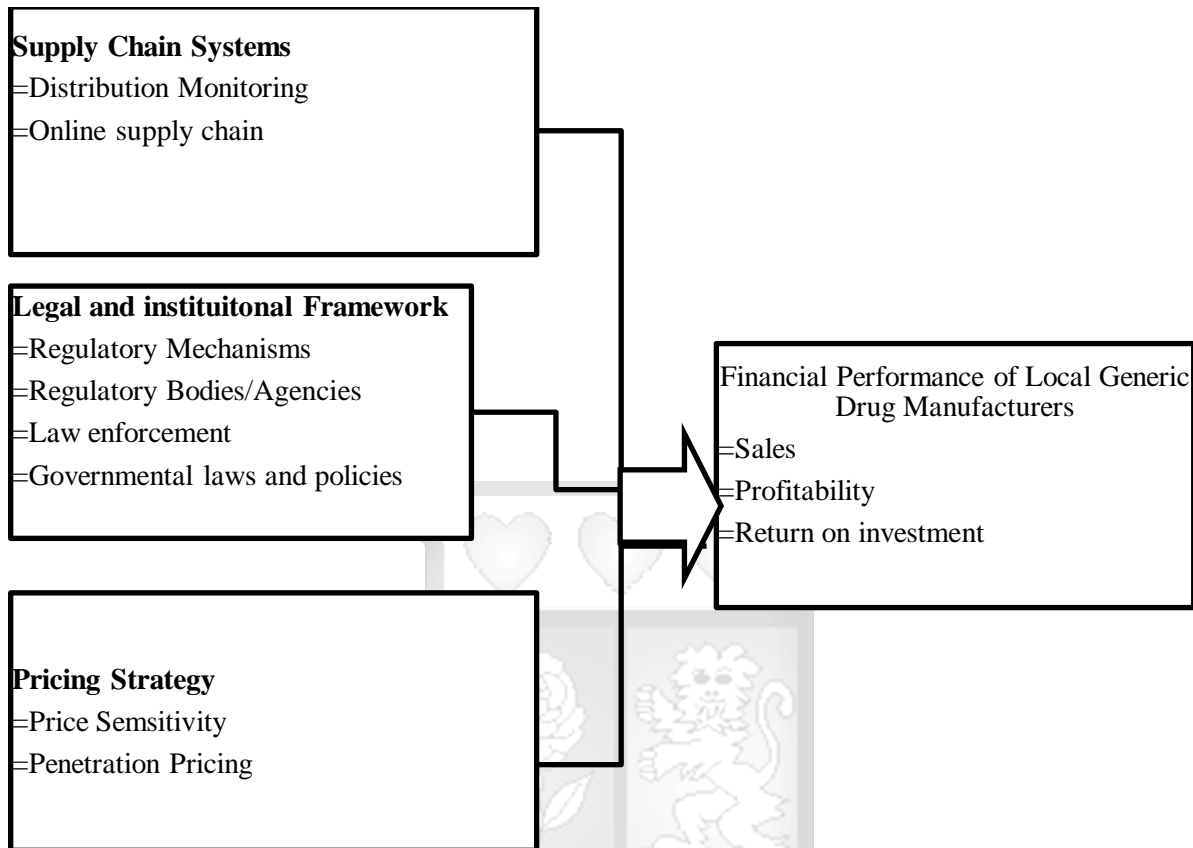 Supply Chain Systems
=Distribution Monitoring
=Online supply chain
Legal and instituitonal Framework
=Regulatory Mechanisms
=Regulatory Bodies/Agencies
=Law enforcement
=Governmental laws and policies
Financial Performance of Local Generic
Drug Manufacturers
=Sales
=Profitability
=Return on investment
Pricing Strategy
=Price Semsitivity
=Penetration Pricing